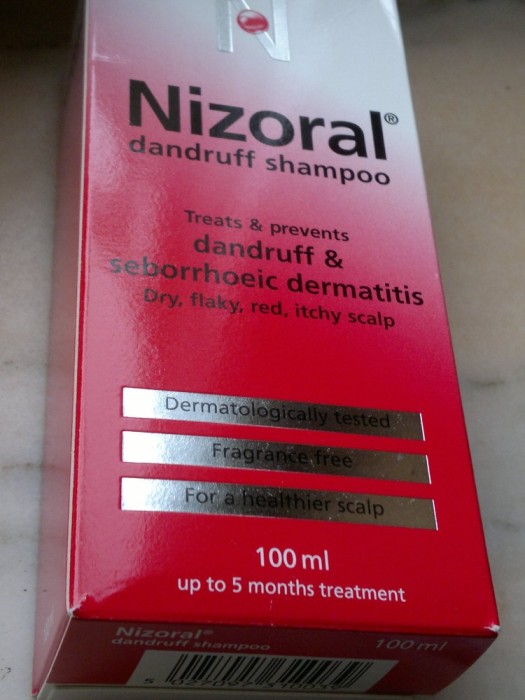 N
Nizoral®
dandruff shampoo
Treats & prevents
dandruff &
seborrhoeic dermatitis
Dry, flaky, red, itchy scalp
Dermatologically tested
Fragrance free
For a healthier scalp
100 ml
up to 5 months treatment
Nizoral®
dandruff shampoo
100 ml